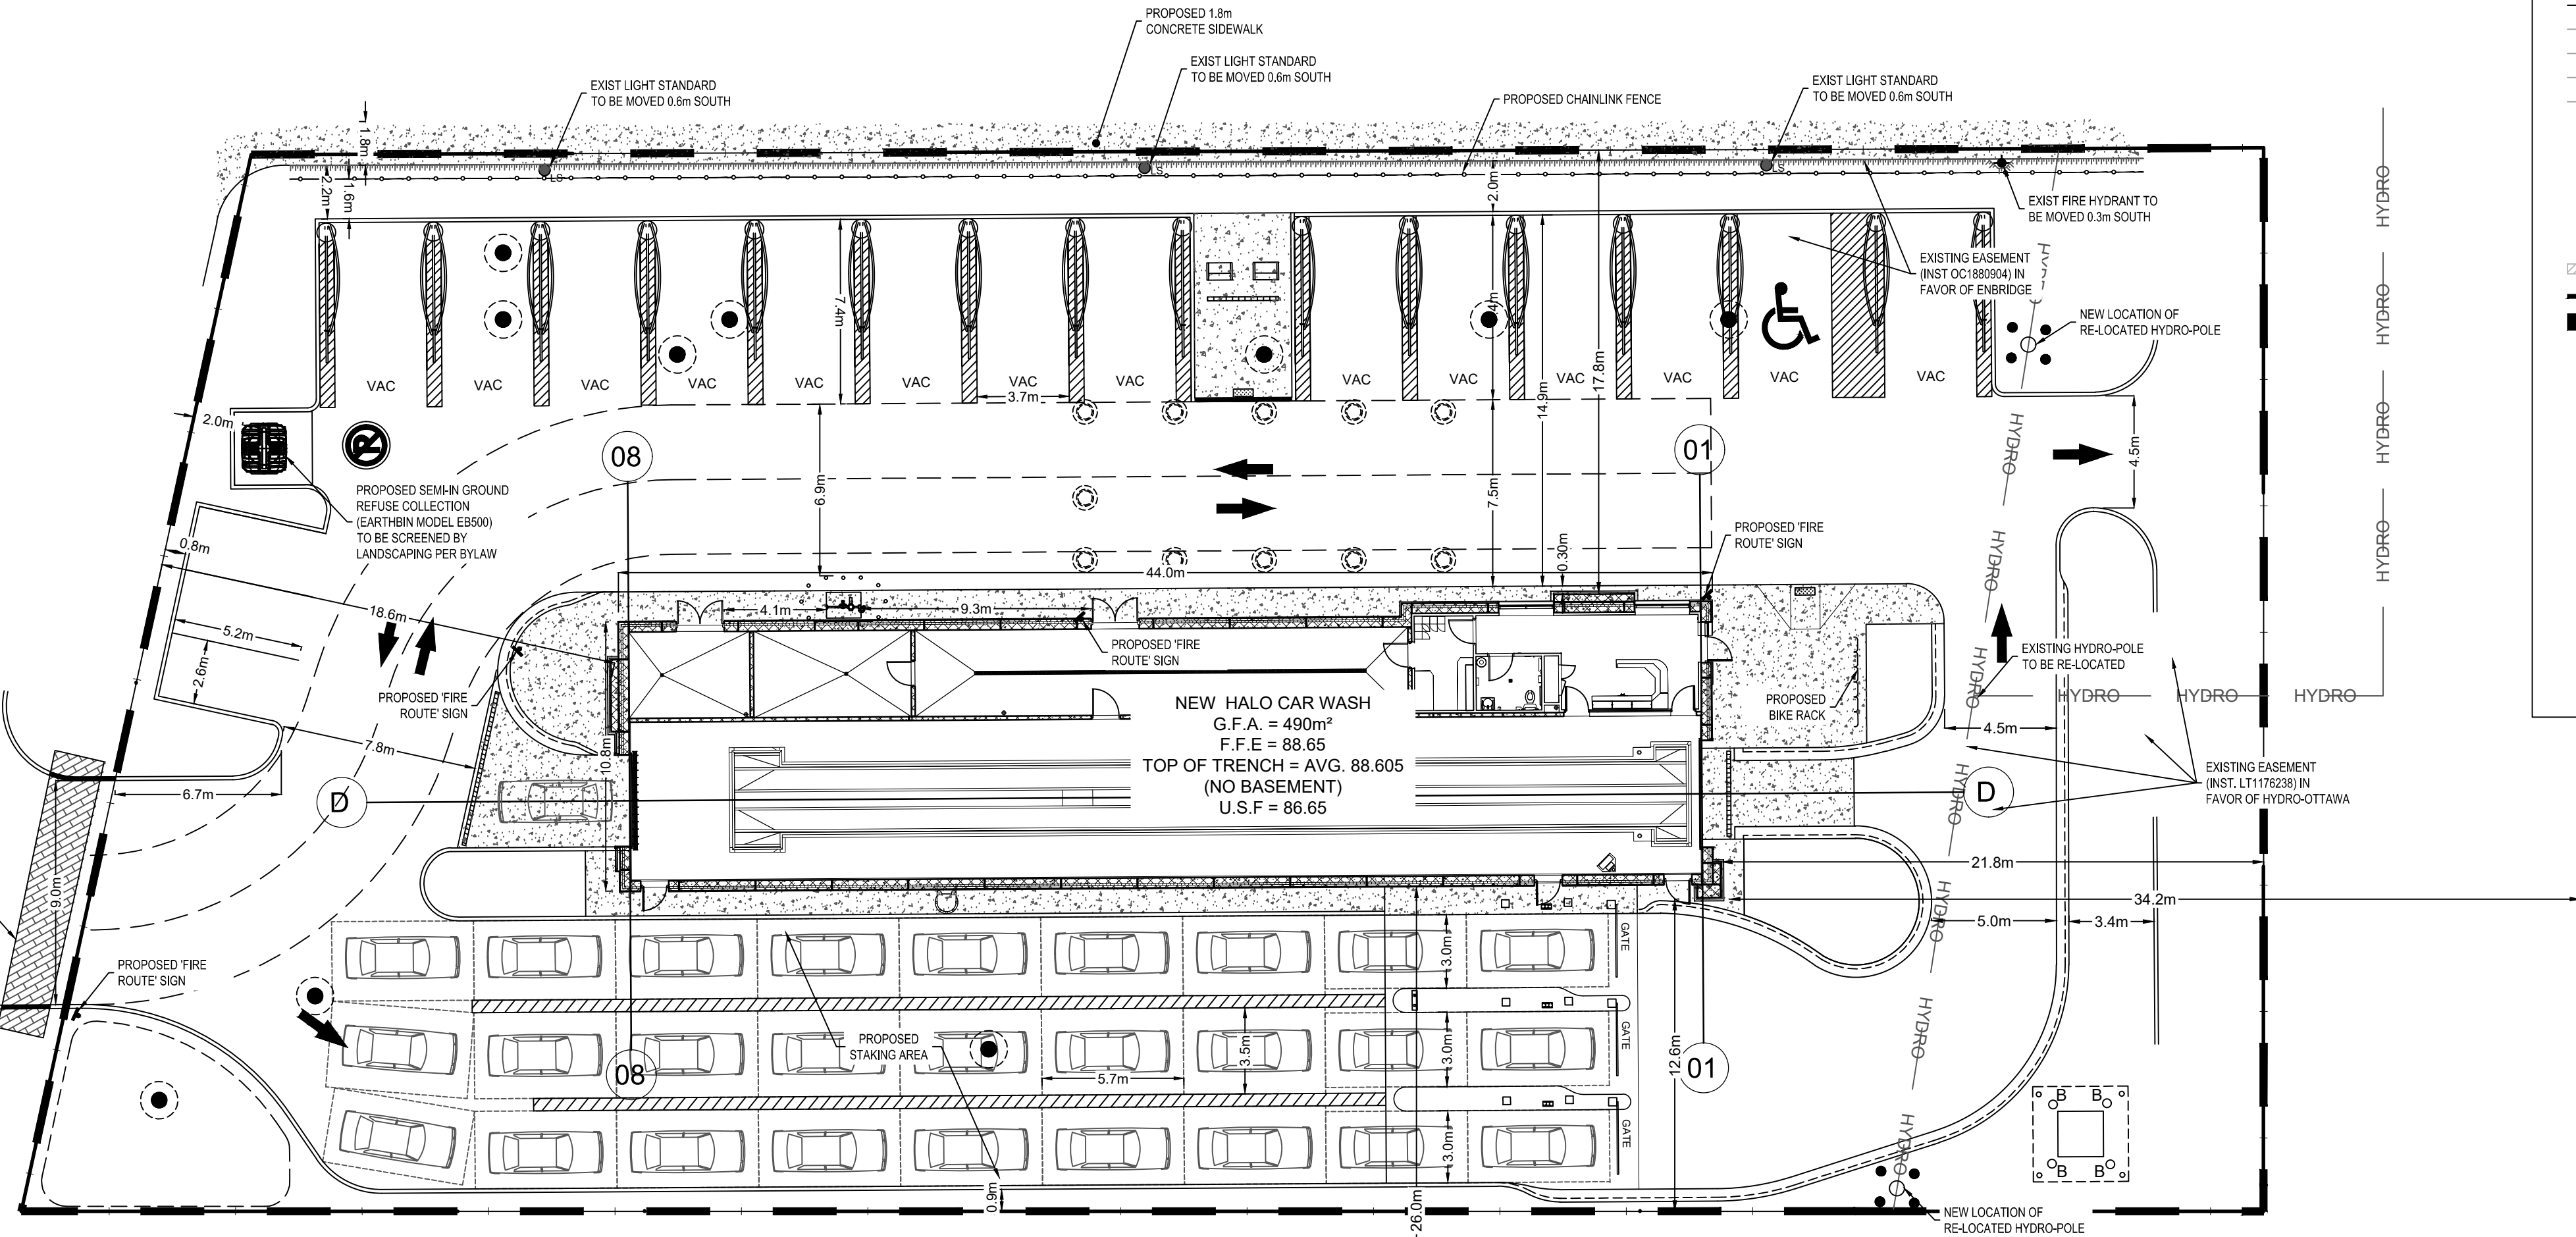 PROPOSED 1.8m
CONCRETE SIDEWALK
EXIST LIGHT STANDARD
TO BE MOVED 0.6m SOUTH
EXIST LIGHT STANDARD
TO BE MOVED 0.6m SOUTH
PROPOSED CHAINLINK FENCE
EXIST LIGHT STANDARD
TO BE MOVED 0.6m SOUTH
1.8m
LS
LS
LS
2.2m
1.6m
2.0m
HYDRO
EXIST FIRE HYDRANT TO
BE MOVED 0.3m SOUTH
EXISTING EASEMENT
(INST OC1880904) IN
FAVOR OF ENBRIDGE
HYDRO
NEW LOCATION OF
RE-LOCATED HYDRO-POLE
7.4m
17.8m
14.9m
VAC
VAC
VAC
VAC
VAC
VAC
VAC
VAC
VAC
VAC
VAC
VAC
VAC
VAC
3.7m
2.0m
HYDRO
HYDRO
4.5m
08
01
6.9m
7.5m
PROPOSED SEMI-IN GROUND
REFUSE COLLECTION
(EARTHBIN MODEL EB500)
TO BE SCREENED BY
LANDSCAPING PER BYLAW
PROPOSED 'FIRE
ROUTE' SIGN
HYDRO
HYDRO
0.8m
0.30m
44.0m
18.6m
4.1m
9.3m
5.2m
2.6m
PROPOSED 'FIRE
ROUTE' SIGN
PROPOSED 'FIRE
ROUTE' SIGN
EXISTING HYDRO-POLE
TO BE RE-LOCATED
HYDRO
HYDRO
HYDRO
HYDRO
PROPOSED
BIKE RACK
4.5m
NEW HALO CAR WASH
G.F.A. = 490m²
F.F.E = 88.65
TOP OF TRENCH = AVG. 88.605
(NO BASEMENT)
U.S.F = 86.65
7.8m
10.8m
6.7m
D
D
HYDRO
EXISTING EASEMENT
(INST. LT1176238) IN
FAVOR OF HYDRO-OTTAWA
21.8m
34.2m
HYDRO
9.0m
5.0m
3.4m
3.0m
GATE
PROPOSED 'FIRE
ROUTE' SIGN
PROPOSED
STAKING AREA
3.5m
3.0m
GATE
HYDRO
08
01
5.7m
12.6m
3.0m
GATE
HYDRO
B
B
B
B
0.9m
26.0m
NEW LOCATION OF
RE-LOCATED HYDRO-POLE